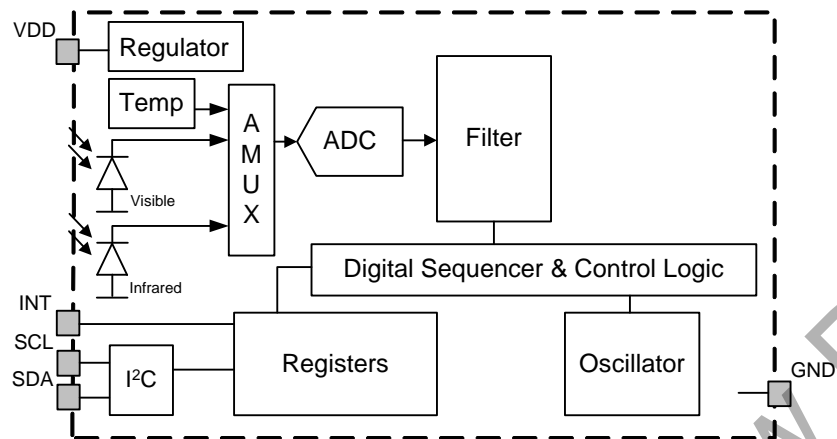 VDD
Regulator
Temp
A
M
U
X
ADC
Filter
Visible
Infrared
Digital Sequencer & Control Logic
INT
SCL
SDA
I²C
Registers
Oscillator
GND